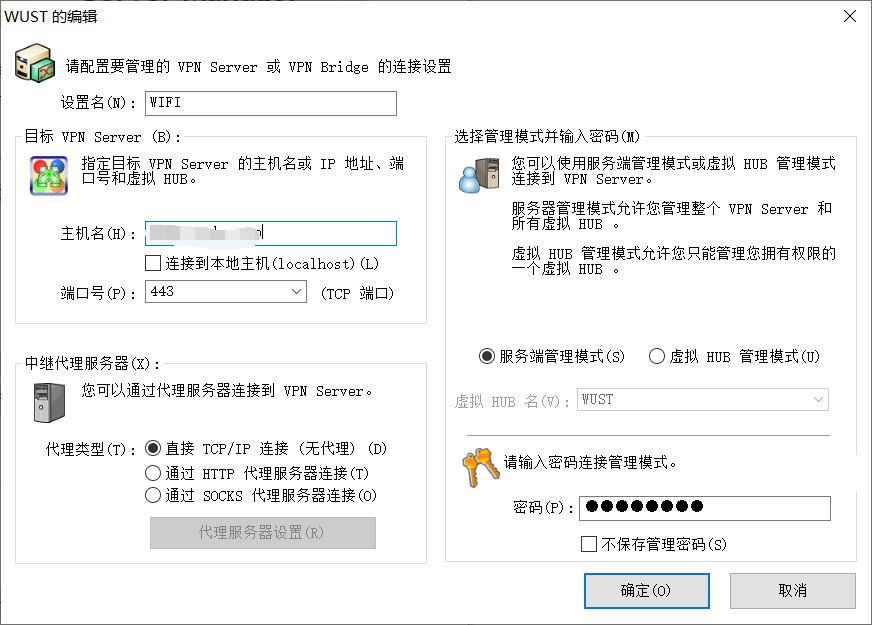 WUST 的编辑
请配置要管理的 VPN Server 或 VPN Bridge 的连接设置
设置名(N)：
WIFI
目标 VPN Server (B)：
指定目标 VPN Server 的主机名或 IP 地址、端
口号和虚拟 HUB。
主机名(H)：
连接到本地主机(localhost)(L)
端口号(P)：
443
(TCP 端口)
中继代理服务器(X)：
您可以通过代理服务器连接到 VPN Server。
代理类型(T)：
直接 TCP/IP 连接 (无代理) (D)
通过 HTTP 代理服务器连接(T)
通过 SOCKS 代理服务器连接(O)
代理服务器设置(R)
选择管理模式并输入密码(M)
您可以使用服务端管理模式或虚拟 HUB 管理模式
连接到 VPN Server。
服务器管理模式允许您管理整个 VPN Server 和
所有虚拟 HUB 。
虚拟 HUB 管理模式允许您只能管理您拥有权限的
一个虚拟 HUB 。
服务端管理模式(S)
虚拟 HUB 管理模式(U)
虚拟 HUB 名(V)：
WUST
请输入密码连接管理模式。
密码(P)：
●●●●●●●●
不保存管理密码(S)
确定(O)
取消